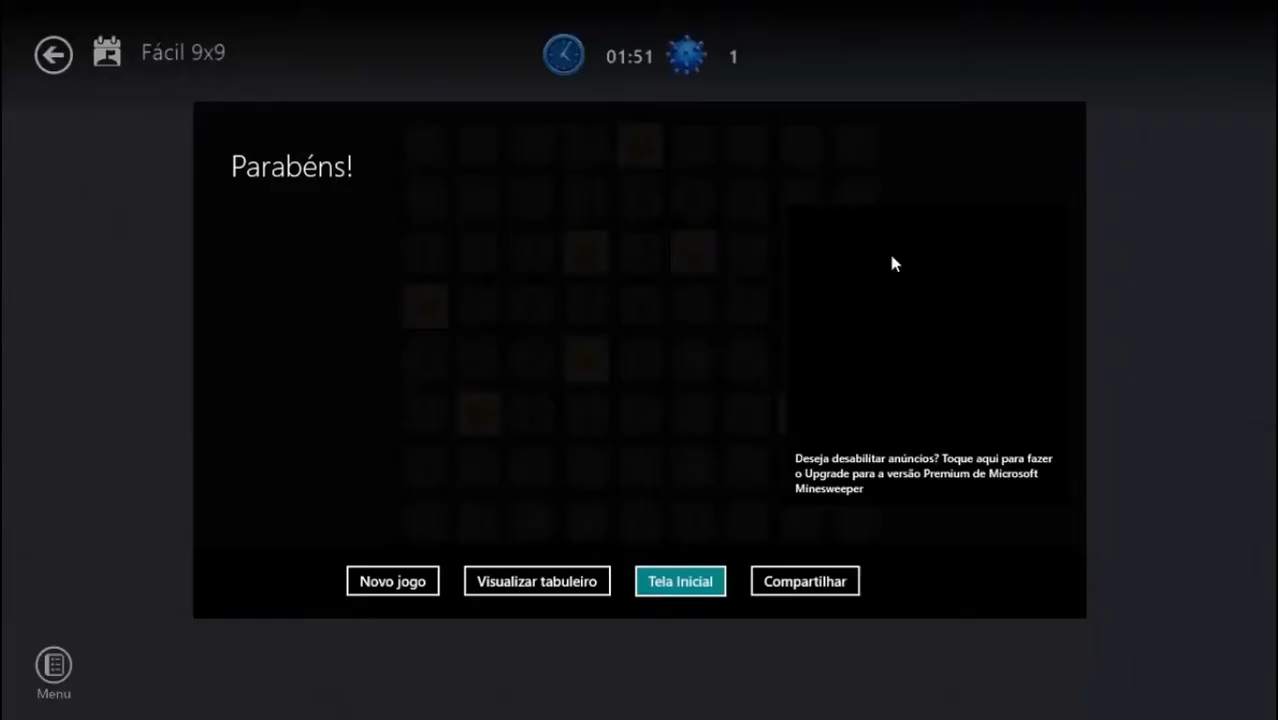 Fácil 9x9
01:51
1
Parabéns!
Deseja desabilitar anúncios? Toque aqui para fazer
o Upgrade para a versão Premium de Microsoft
Minesweeper
Novo jogo
Visualizar tabuleiro
Tela Inicial
Compartilhar
Menu